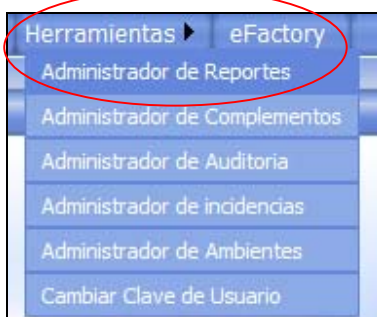 Herramientas eFactory
Administrador de Reportes
Administrador de Complementos
Administrador de Auditoria
Administrador de incidencias
Administrador de Ambientes
Cambiar Clave de Usuario